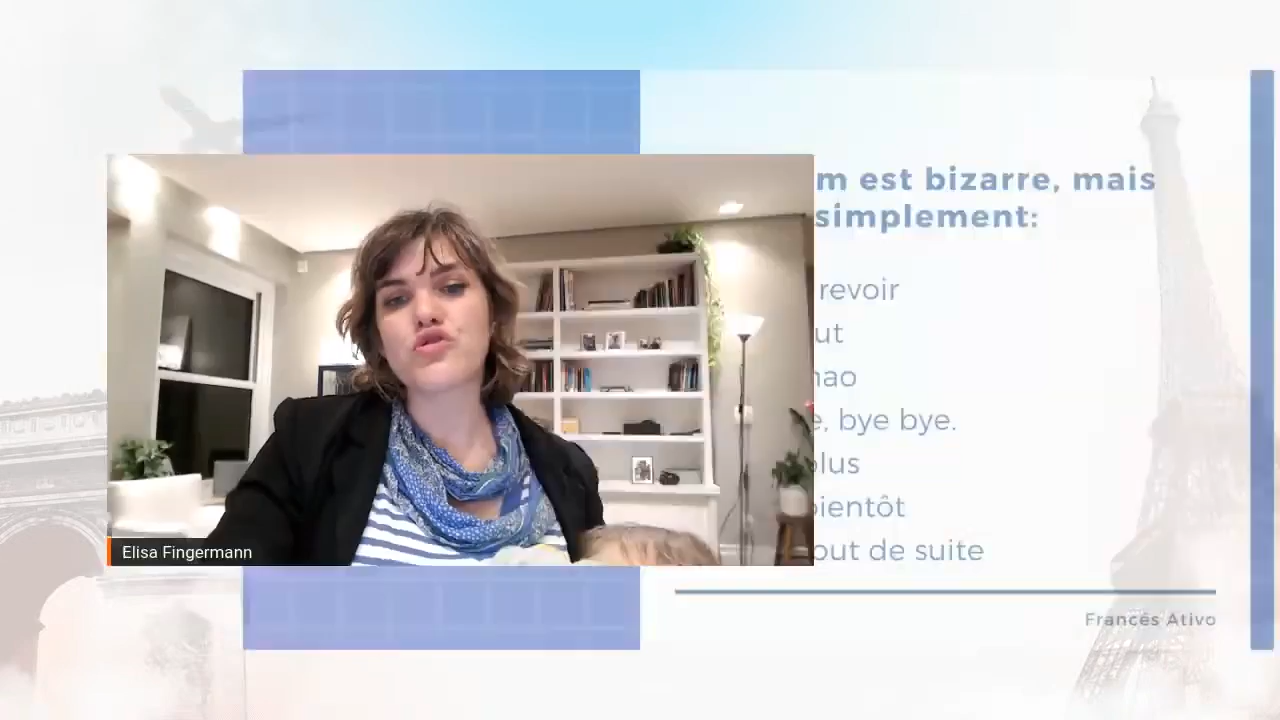 m est bizarre, mais
simplement:
revoir
ut
hao
e, bye bye.
plus
bientôt
out de suite
Elisa Fingermann
Francês Ativo